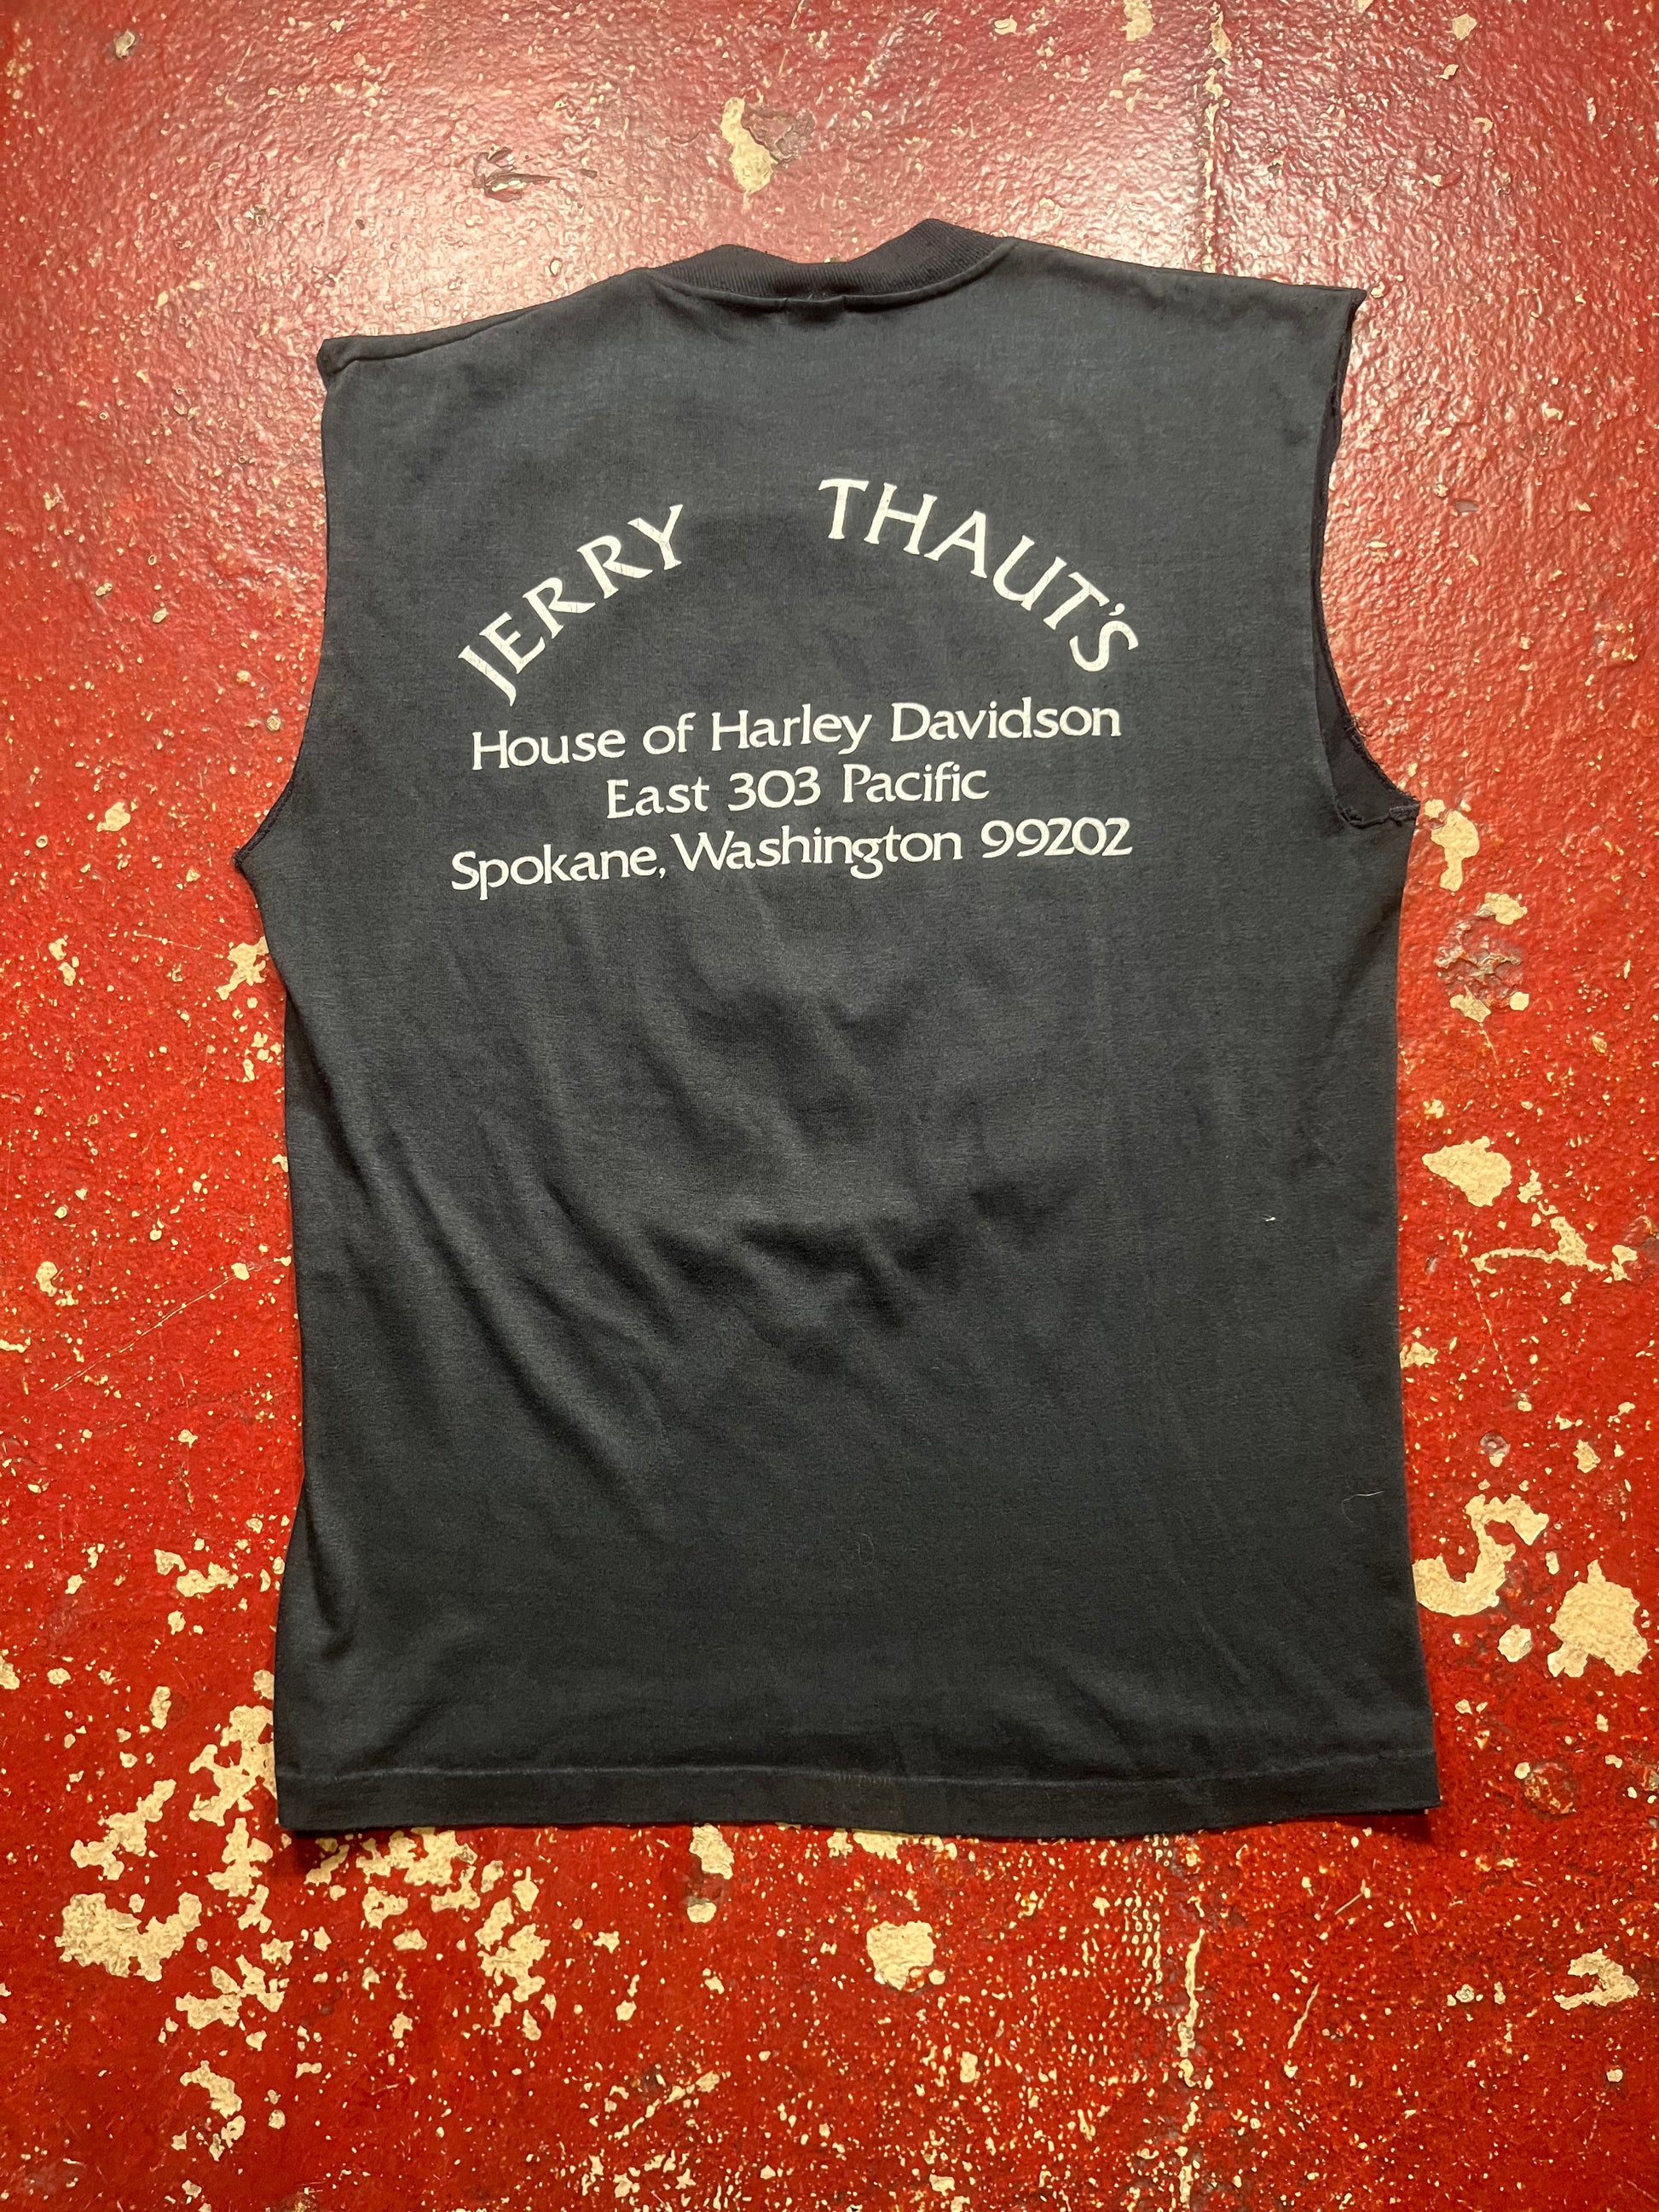 JERRY THAUT'S
House of Harley Davidson
East 303 Pacific
Spokane, Washington 99202